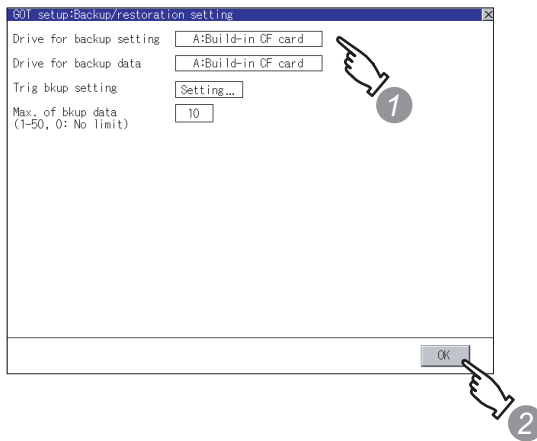 GOT setup:Backup/restoration setting
Drive for backup setting A:Build-in CF card
Drive for backup data A:Build-in CF card
Trig bkup setting Setting...
Max. of bkup data 10
(1-50, 0: No limit)
1
OK
2